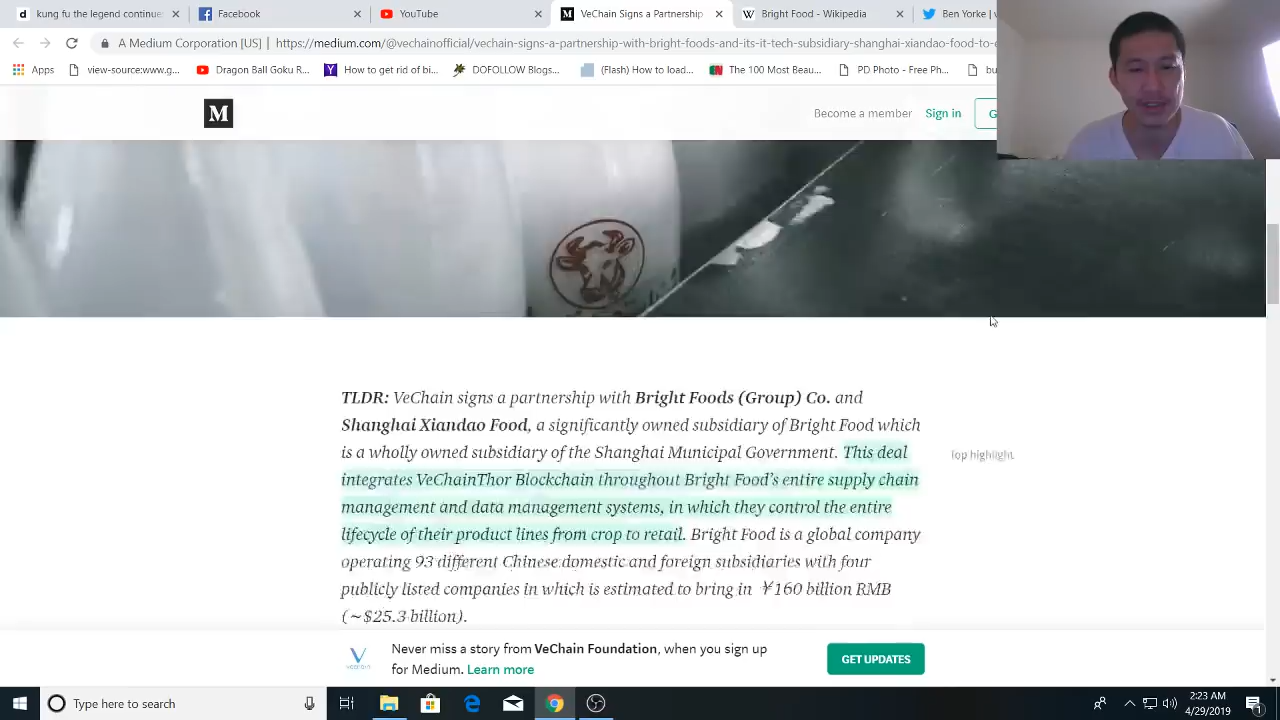 kung fu the legend continues
Facebook
YouTube
VeChain Signs a Partnership
Bright Food - Wikipedia
Ben Yorke |
A Medium Corporation [US] | https://medium.com/@vechainofficial/vechain-signs-a-partnership-with-bright-foods-and-its-it-tech-subsidiary-shanghai-xiandao-food-to-e
Apps
view-source:www.g...
Dragon Ball Goku...
How to get rid of bi...
DOFOLLOW Blogs...
(Flash) How to load...
The 100 Most Beau...
PD Photo - Free Ph...
bu
M
Become a member
Sign in
G
TLDR: VeChain signs a partnership with Bright Foods (Group) Co. and
Shanghai Xiandao Food, a significantly owned subsidiary of Bright Food which
is a wholly owned subsidiary of the Shanghai Municipal Government. This deal
integrates VeChainThor Blockchain throughout Bright Food's entire supply chain
management and data management systems, in which they control the entire
lifecycle of their product lines from crop to retail. Bright Food is a global company
operating 93 different Chinese domestic and foreign subsidiaries with four
publicly listed companies in which is estimated to bring in ¥160 billion RMB
(~$25.3 billion).
Top highlight
Never miss a story from VeChain Foundation, when you sign up
for Medium. Learn more
GET UPDATES
vechain
Type here to search
2:23 AM
4/29/2019
1